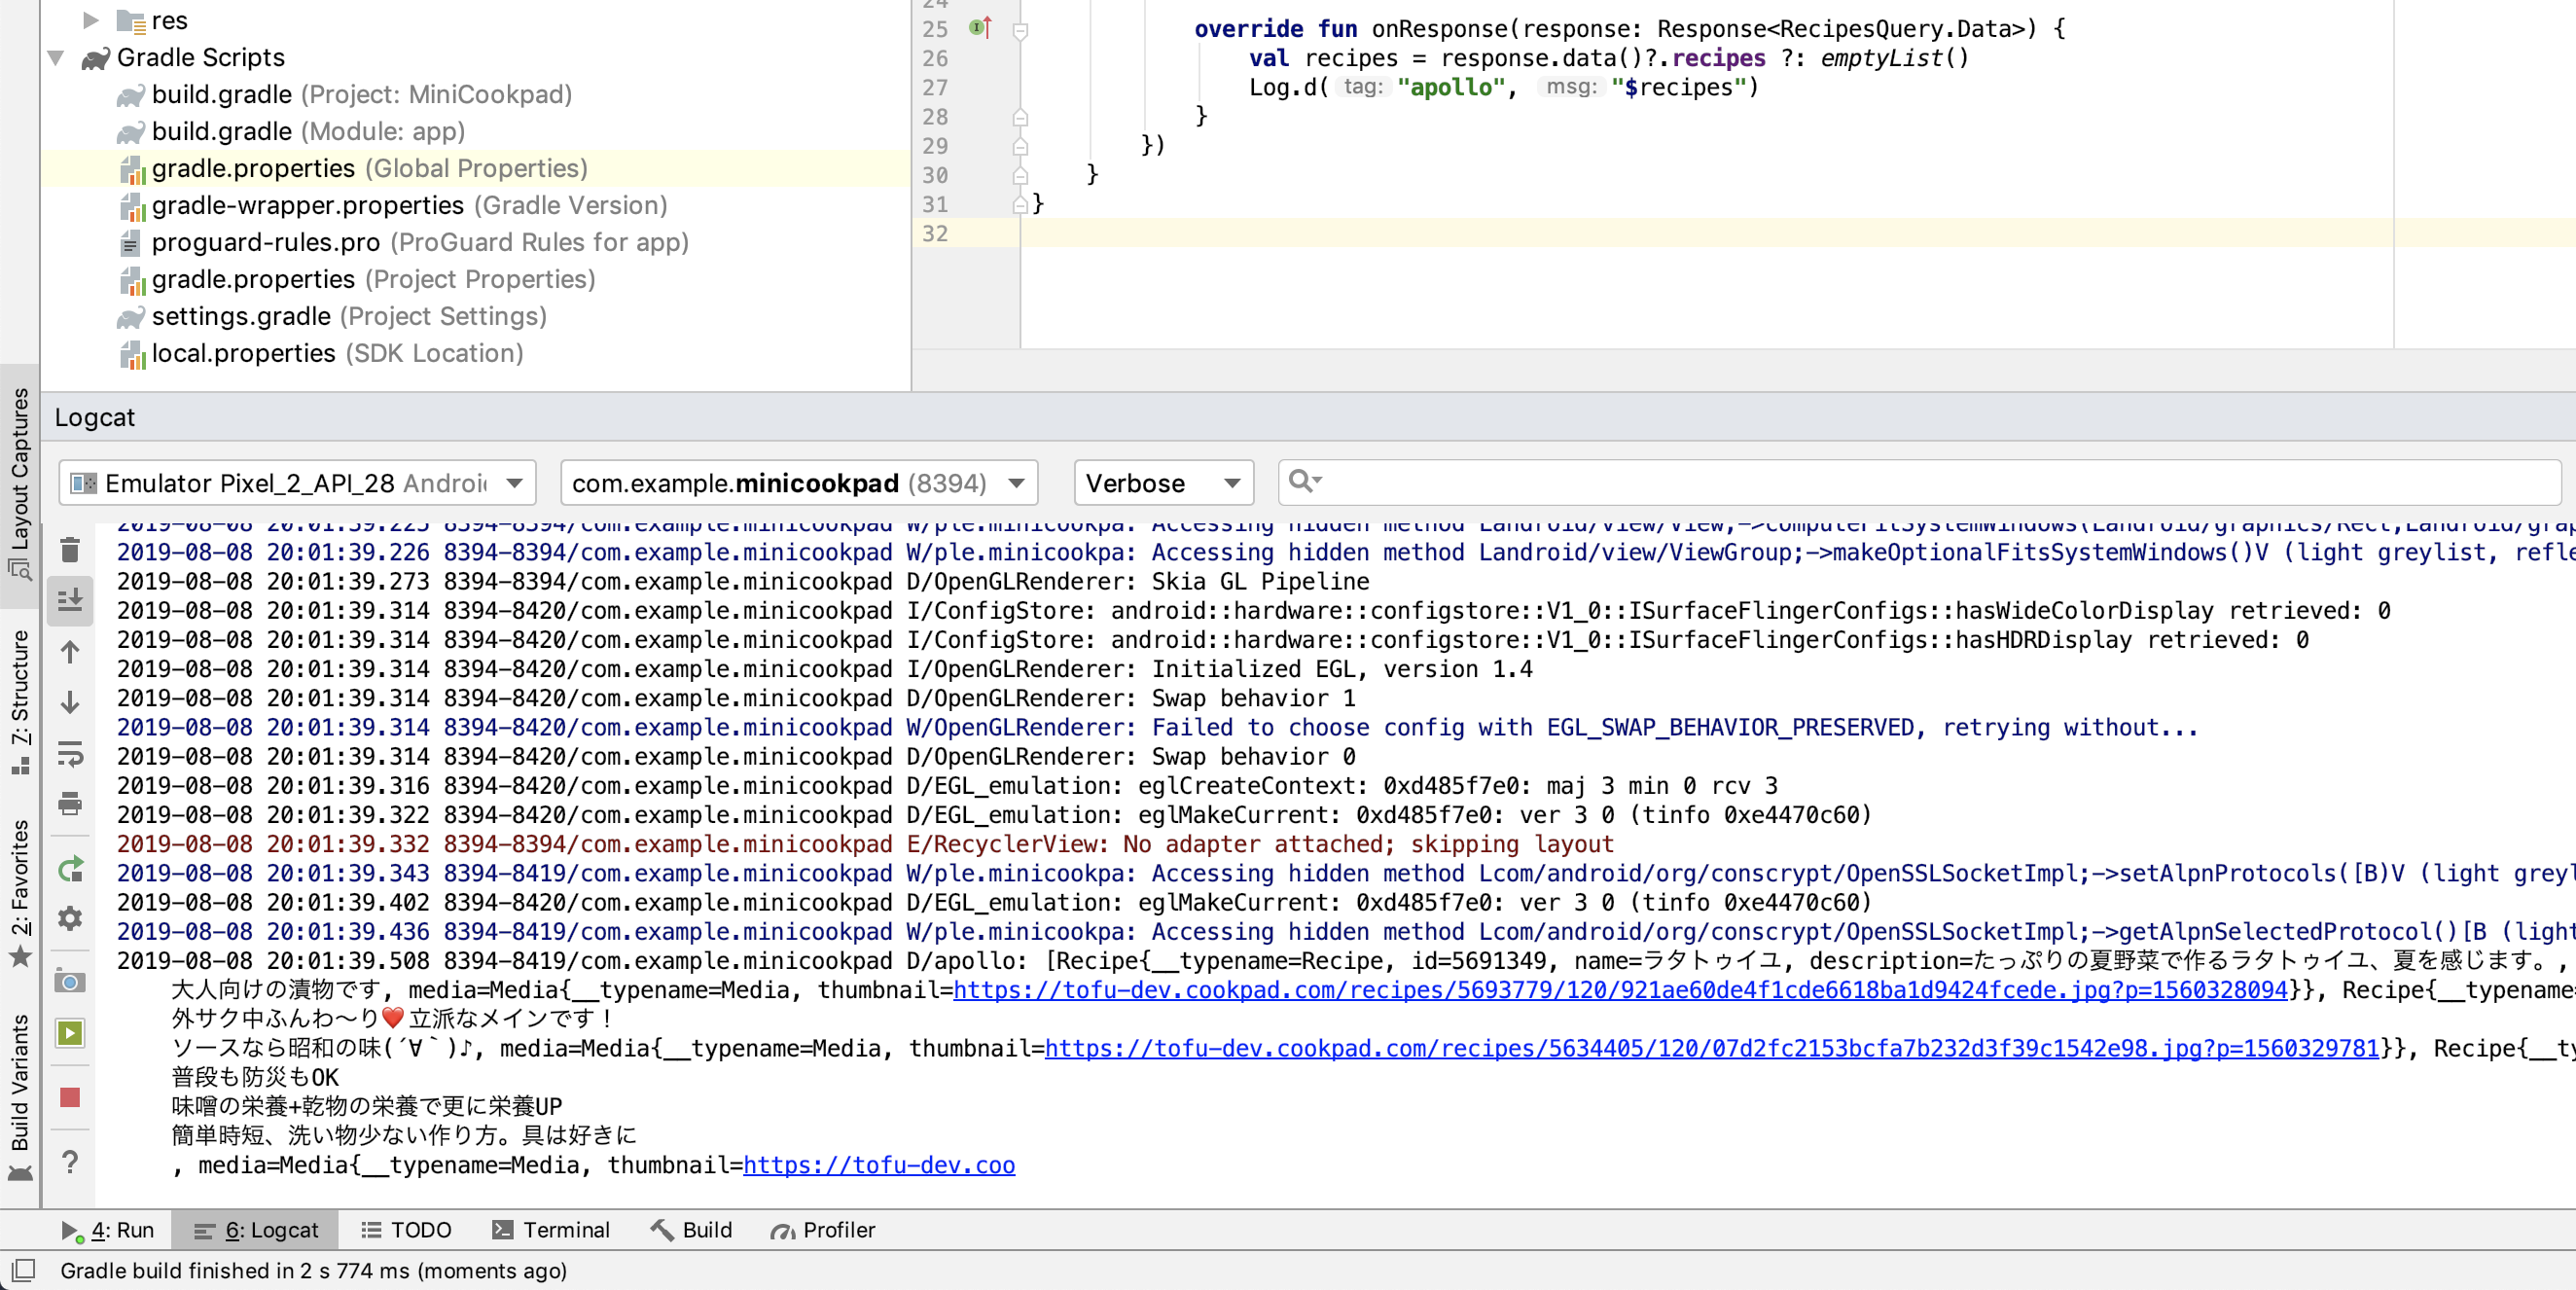 res
Gradle Scripts
build.gradle (Project: MiniCookpad)
build.gradle (Module: app)
gradle.properties (Global Properties)
gradle-wrapper.properties (Gradle Version)
proguard-rules.pro (ProGuard Rules for app)
gradle.properties (Project Properties)
settings.gradle (Project Settings)
local.properties (SDK Location)
24
25 override fun onResponse(response: Response<RecipesQuery.Data>) {
26 val recipes = response.data()?.recipes ?: emptyList()
27 Log.d( tag: "apollo", msg: "$recipes")
28 }
29 })
30 }
31 }
32
Layout Captures
7: Structure
2: Favorites
Build Variants
Logcat
Emulator Pixel_2_API_28 Androi
com.example.minicookpad (8394)
Verbose
2019-08-08 20:01:39.225 8394-8394/com.example.minicookpad W/ple.minicookpa: Accessing hidden method Landroid/view/View;->computeFitSystemWindows(Landroid/graphics/Rect;Landroid/grap
2019-08-08 20:01:39.226 8394-8394/com.example.minicookpad W/ple.minicookpa: Accessing hidden method Landroid/view/ViewGroup;->makeOptionalFitsSystemWindows()V (light greylist, refle
2019-08-08 20:01:39.273 8394-8394/com.example.minicookpad D/OpenGLRenderer: Skia GL Pipeline
2019-08-08 20:01:39.314 8394-8420/com.example.minicookpad I/ConfigStore: android::hardware::configstore::V1_0::ISurfaceFlingerConfigs::hasWideColorDisplay retrieved: 0
2019-08-08 20:01:39.314 8394-8420/com.example.minicookpad I/ConfigStore: android::hardware::configstore::V1_0::ISurfaceFlingerConfigs::hasHDRDisplay retrieved: 0
2019-08-08 20:01:39.314 8394-8420/com.example.minicookpad I/OpenGLRenderer: Initialized EGL, version 1.4
2019-08-08 20:01:39.314 8394-8420/com.example.minicookpad D/OpenGLRenderer: Swap behavior 1
2019-08-08 20:01:39.314 8394-8420/com.example.minicookpad W/OpenGLRenderer: Failed to choose config with EGL_SWAP_BEHAVIOR_PRESERVED, retrying without...
2019-08-08 20:01:39.314 8394-8420/com.example.minicookpad D/OpenGLRenderer: Swap behavior 0
2019-08-08 20:01:39.316 8394-8420/com.example.minicookpad D/EGL_emulation: eglCreateContext: 0xd485f7e0: maj 3 min 0 rcv 3
2019-08-08 20:01:39.322 8394-8420/com.example.minicookpad D/EGL_emulation: eglMakeCurrent: 0xd485f7e0: ver 3 0 (tinfo 0xe4470c60)
2019-08-08 20:01:39.332 8394-8394/com.example.minicookpad E/RecyclerView: No adapter attached; skipping layout
2019-08-08 20:01:39.343 8394-8419/com.example.minicookpad W/ple.minicookpa: Accessing hidden method Lcom/android/org/conscrypt/OpenSSLSocketImpl;->setAlpnProtocols([B)V (light greyl
2019-08-08 20:01:39.402 8394-8420/com.example.minicookpad D/EGL_emulation: eglMakeCurrent: 0xd485f7e0: ver 3 0 (tinfo 0xe4470c60)
2019-08-08 20:01:39.436 8394-8419/com.example.minicookpad W/ple.minicookpa: Accessing hidden method Lcom/android/org/conscrypt/OpenSSLSocketImpl;->getAlpnSelectedProtocol()[B (light
2019-08-08 20:01:39.508 8394-8419/com.example.minicookpad D/apollo: [Recipe{__typename=Recipe, id=5691349, name=ラタトゥイユ, description=たっぷりの夏野菜で作るラタトゥイユ、夏を感じます。,
大人向けの漬物です, media=Media{__typename=Media, thumbnail=https://tofu-dev.cookpad.com/recipes/5693779/120/921ae60de4f1cde6618ba1d9424fcede.jpg?p=1560328094}}, Recipe{__typename=
外サク中ふんわ〜り❤️立派なメインです！
ソースなら昭和の味(´∀｀)♪, media=Media{__typename=Media, thumbnail=https://tofu-dev.cookpad.com/recipes/5634405/120/07d2fc2153bcfa7b232d3f39c1542e98.jpg?p=1560329781}}, Recipe{__ty
普段も防災もOK
味噌の栄養+乾物の栄養で更に栄養UP
簡単時短、洗い物少ない作り方。具は好きに
, media=Media{__typename=Media, thumbnail=https://tofu-dev.coo
4: Run 6: Logcat TODO Terminal Build Profiler
Gradle build finished in 2 s 774 ms (moments ago)